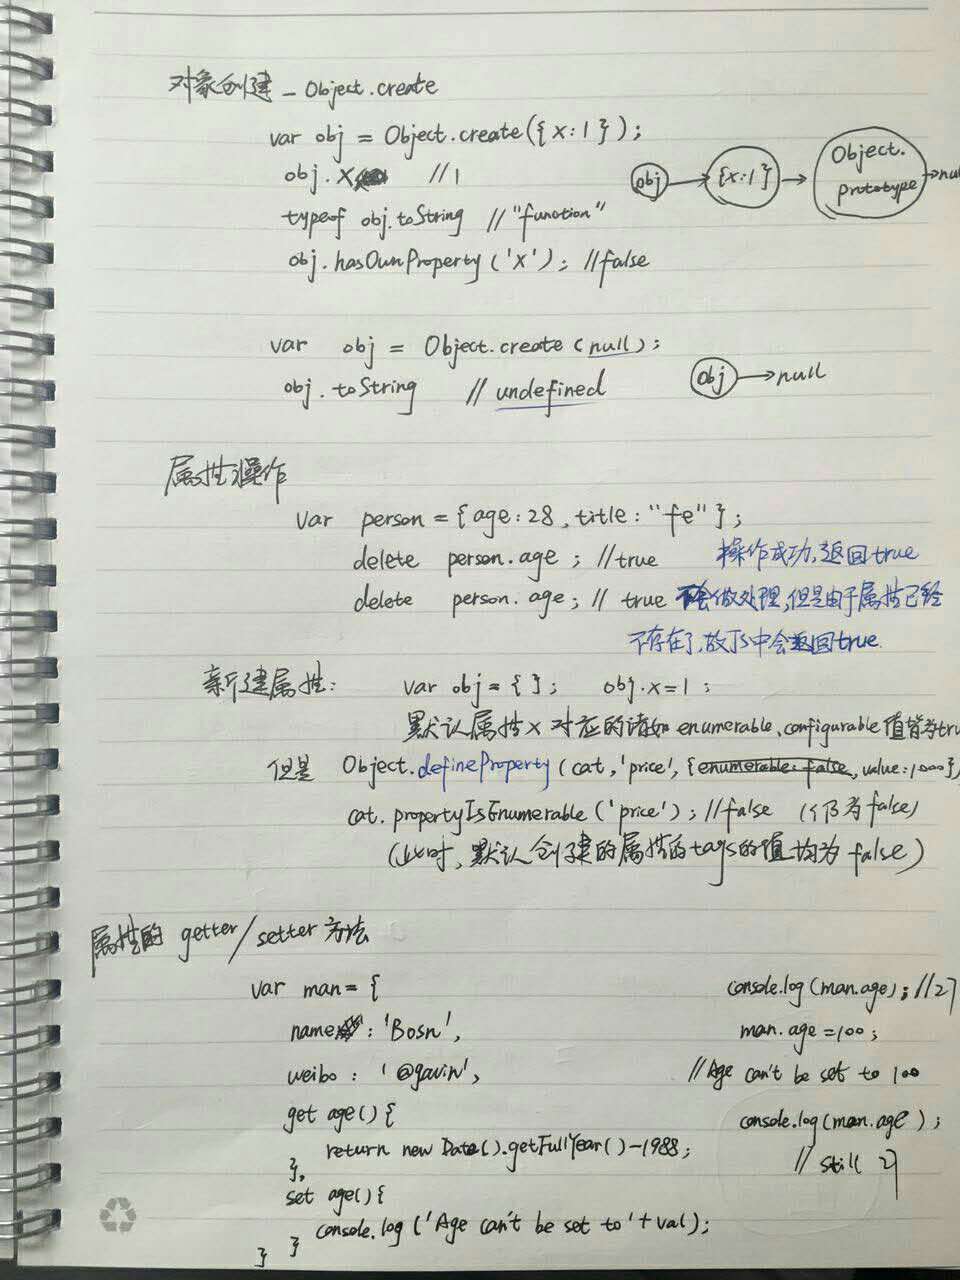 对象创建 - Object.create
var obj = Object.create({x:1});
obj.x //1
obj → {x:1} → Object.prototype → null
typeof obj.toString //"function"
obj.hasOwnProperty('x'); //false
var obj = Object.create(null);
obj.toString //undefined
obj → null
属性操作
var person = {age:28, title:"fe"};
delete person.age; //true 操作成功,返回true
delete person.age; //true 不会做处理,但是由于属性已经
不存在了,故JS中会返回true.
新建属性: var obj={}; obj.x=1;
默认属性x对应的诸如enumerable、configurable值皆为tru
但是 Object.defineProperty(cat,'price',{enumerable: false, value:1000},
cat.propertyIsEnumerable('price'); //false (仍为false)
(此时,默认创建的属性的tags的值均为false)
属性的 getter/setter方法
var man={
name:'Bosn',
weibo: '@gavin',
get age(){
return new Date().getFullYear()-1988;
},
set age(){
console.log('Age can't be set to'+val);
}
}
console.log(man.age); //27
man.age=100;
//Age can't be set to 100
console.log(man.age);
//still 27